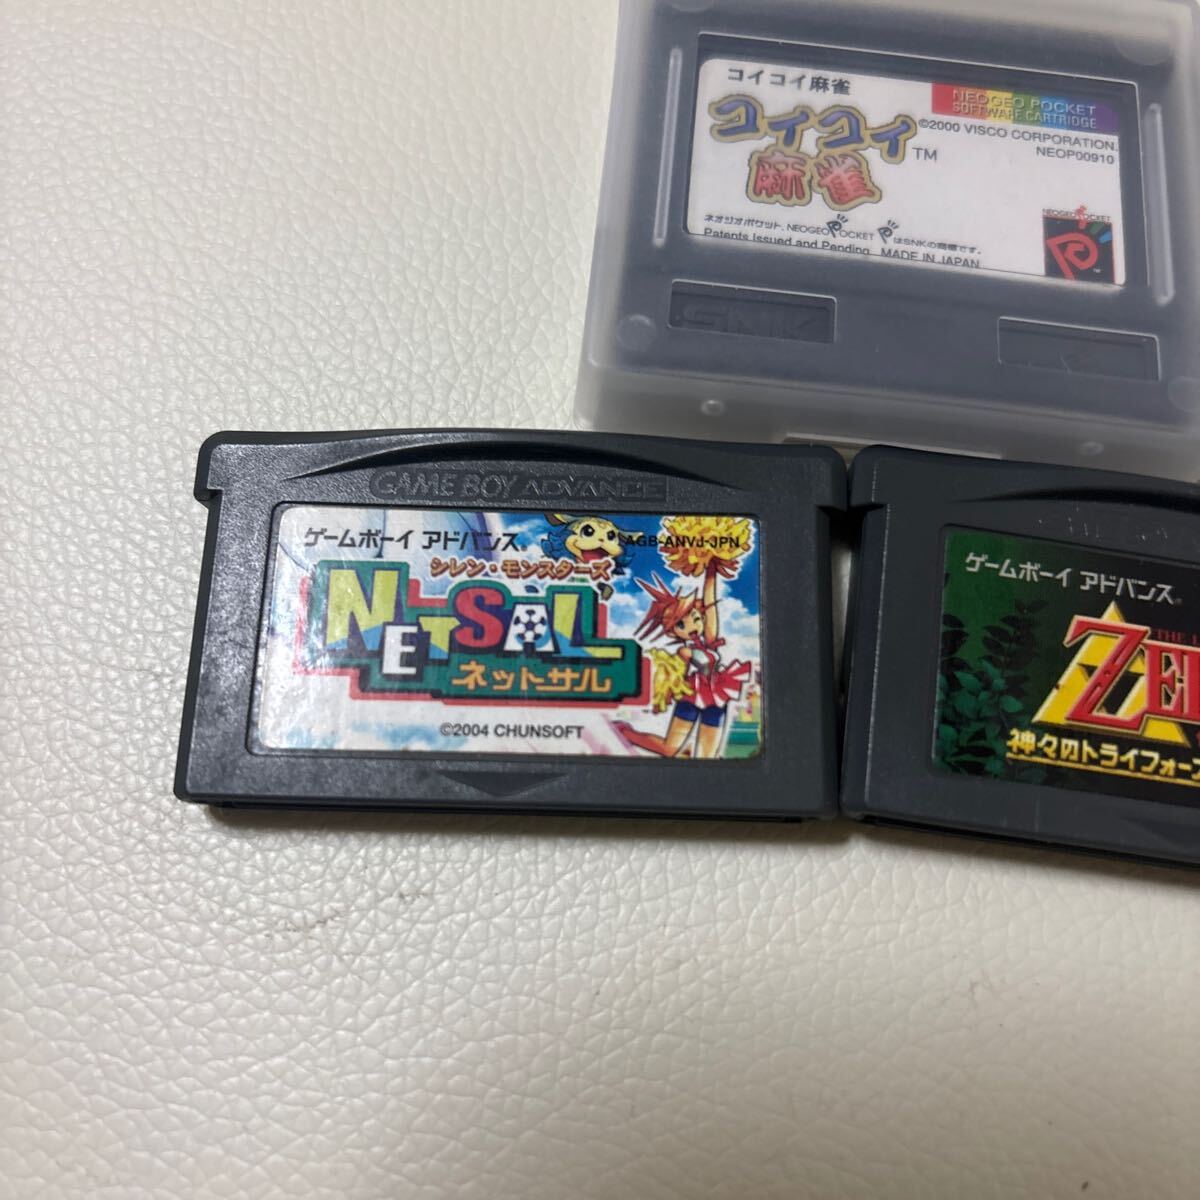 コイコイ麻雀
NEOGEO POCKET
SOFTWARE CARTRIDGE
コイコイ
麻雀
TM
©2000 VISCO CORPORATION.
NEOP00910
ネオジオポケット, NEOGEO POCKET
はSNKの商標です。
Patents Issued and Pending
MADE IN JAPAN
NEOGEO POCKET
SNK
GAME BOY ADVANCE
ゲームボーイ アドバンス
AGB-ANVJ-JPN
シレン・モンスターズ
NETSAL
ネットサル
©2004 CHUNSOFT
ゲームボーイ アドバンス
THE
ZEL
神々のトライフォース